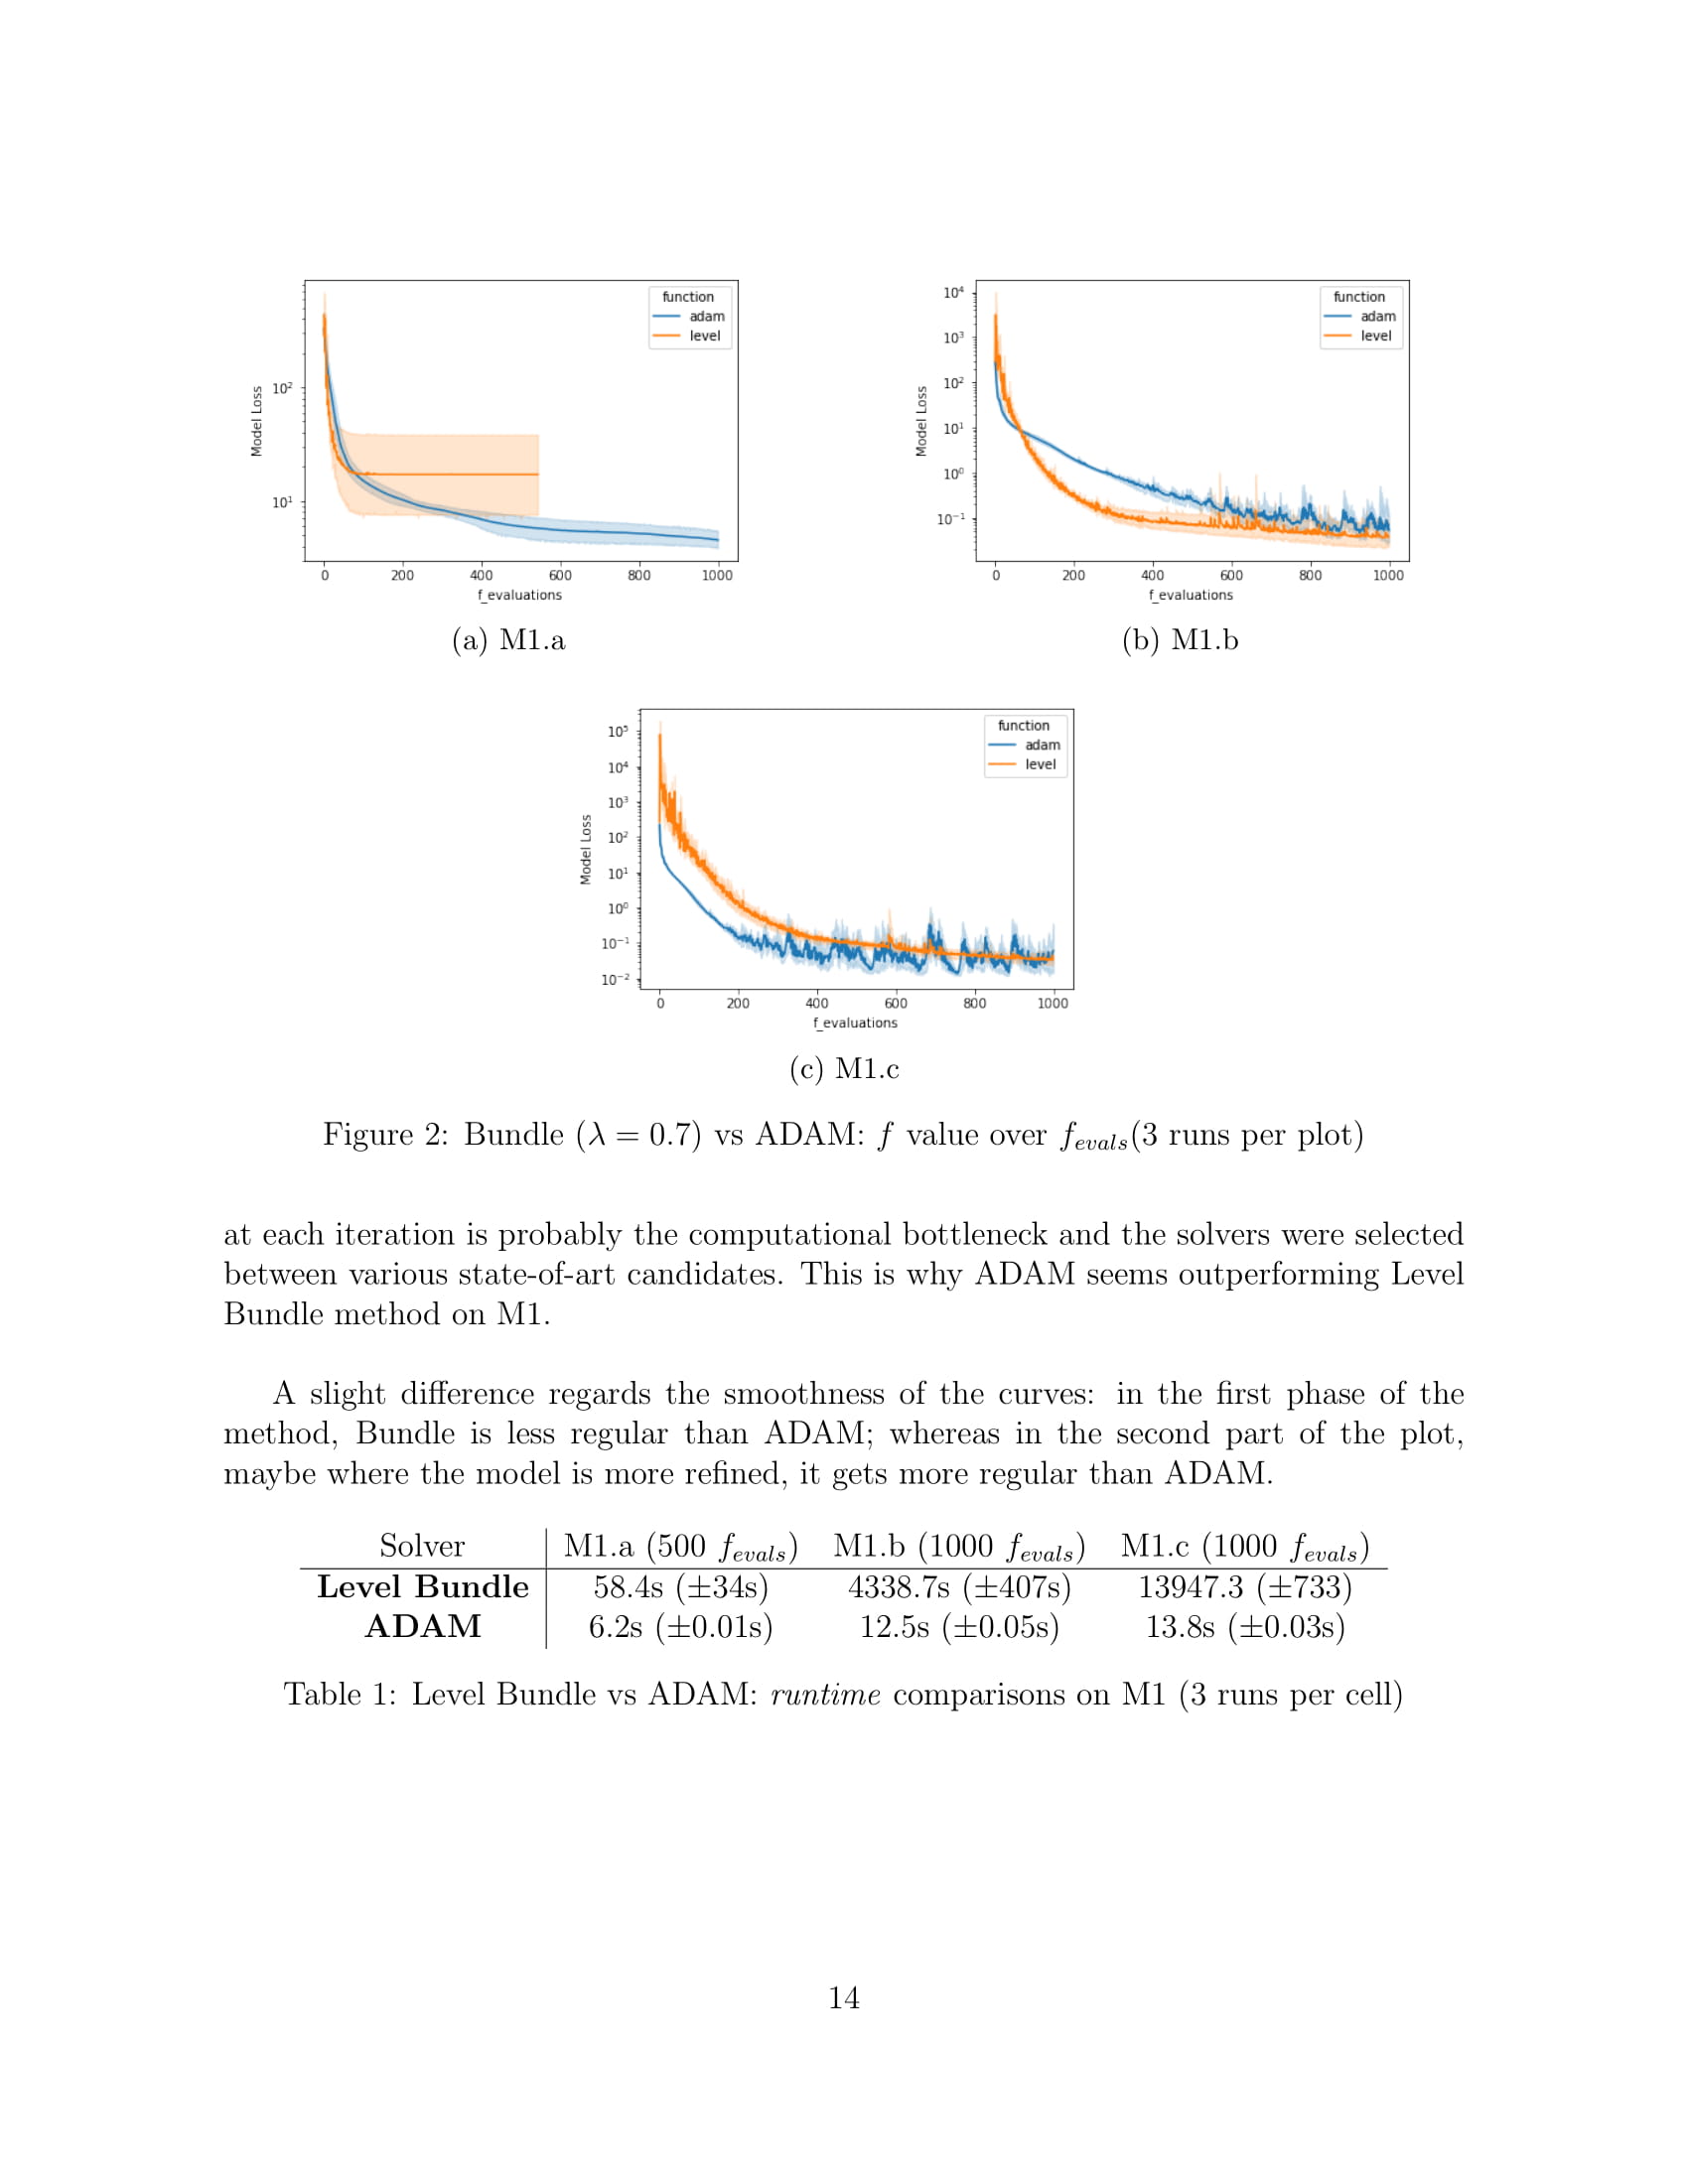 function
adam
level
Model Loss
10²
10¹
0 200 400 600 800 1000
f_evaluations
(a) M1.a
function
adam
level
Model Loss
10⁴
10³
10²
10¹
10⁰
10⁻¹
0 200 400 600 800 1000
f_evaluations
(b) M1.b
function
adam
level
Model Loss
10⁵
10⁴
10³
10²
10¹
10⁰
10⁻¹
10⁻²
0 200 400 600 800 1000
f_evaluations
(c) M1.c
Figure 2: Bundle (λ = 0.7) vs ADAM: f value over f_evals(3 runs per plot)
at each iteration is probably the computational bottleneck and the solvers were selected
between various state-of-art candidates. This is why ADAM seems outperforming Level
Bundle method on M1.
A slight difference regards the smoothness of the curves: in the first phase of the
method, Bundle is less regular than ADAM; whereas in the second part of the plot,
maybe where the model is more refined, it gets more regular than ADAM.
Solver M1.a (500 f_evals) M1.b (1000 f_evals) M1.c (1000 f_evals)
Level Bundle 58.4s (±34s) 4338.7s (±407s) 13947.3 (±733)
ADAM 6.2s (±0.01s) 12.5s (±0.05s) 13.8s (±0.03s)
Table 1: Level Bundle vs ADAM: runtime comparisons on M1 (3 runs per cell)
14